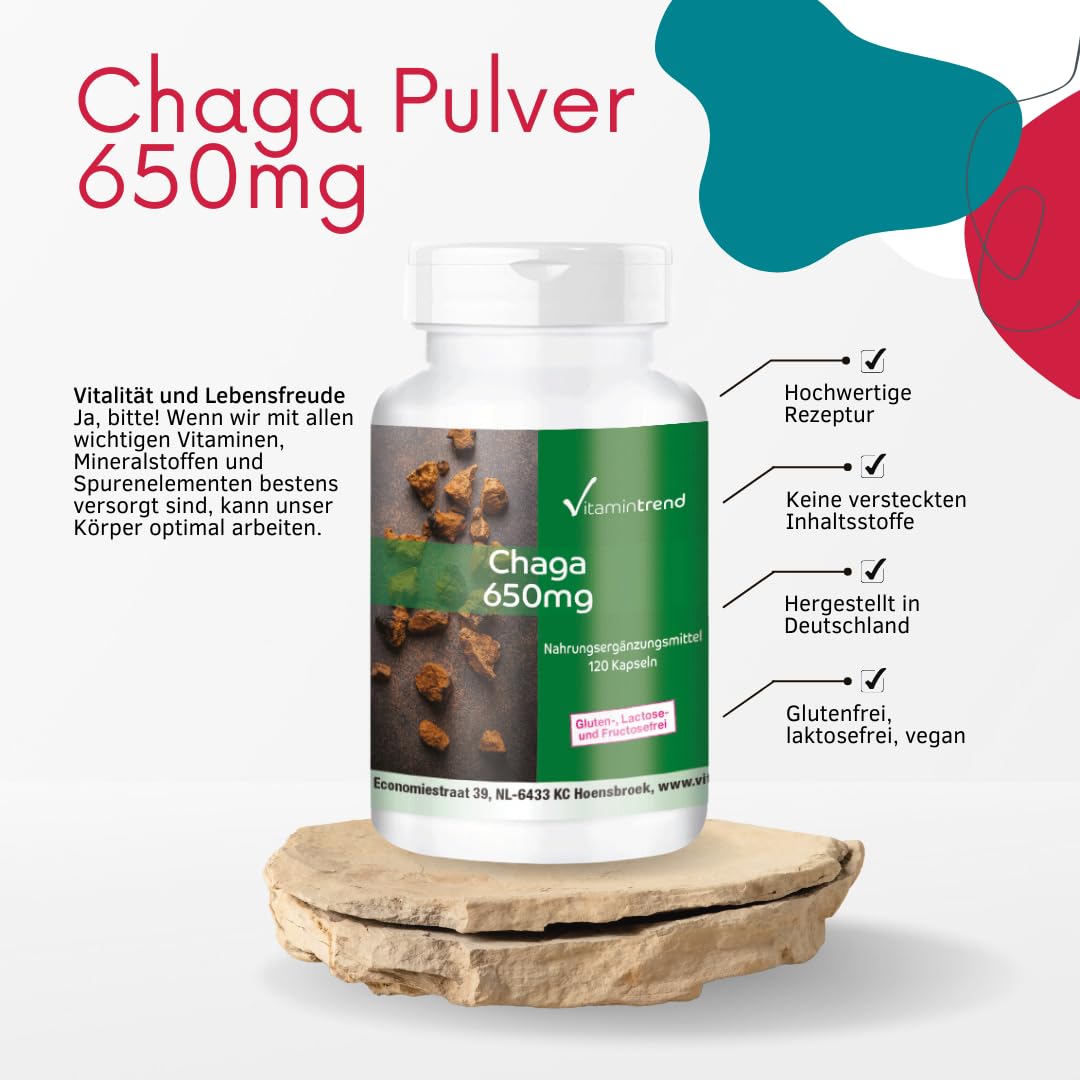 Chaga Pulver
650mg
Vitalität und Lebensfreude
Ja, bitte! Wenn wir mit allen
wichtigen Vitaminen,
Mineralstoffen und
Spurenelementen bestens
versorgt sind, kann unser
Körper optimal arbeiten.
Vitamintrend
Chaga
650mg
Nahrungsergänzungsmittel
120 Kapseln
Gluten-, Lactose-
und Fructosefrei
Economiestraat 39, NL-6433 KC Hoensbroek, www.vit
Hochwertige
Rezeptur
Keine versteckten
Inhaltsstoffe
Hergestellt in
Deutschland
Glutenfrei,
laktosefrei, vegan